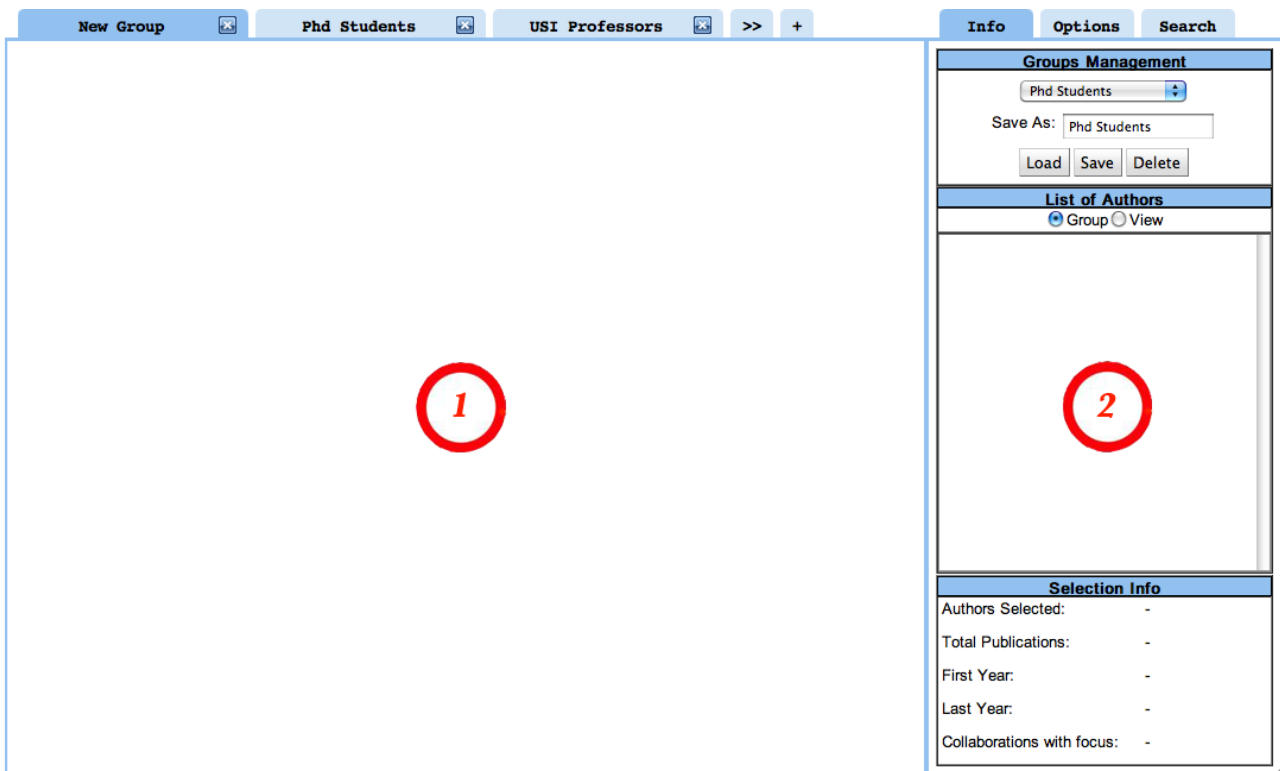 New Group Phd Students USI Professors >> + Info Options Search
Groups Management
Phd Students
Save As: Phd Students
Load Save Delete
List of Authors
Group View
1 2
Selection Info
Authors Selected: -
Total Publications: -
First Year: -
Last Year: -
Collaborations with focus: -